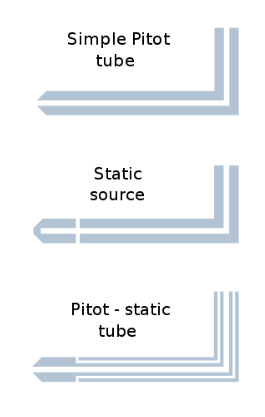 Simple Pitot
tube
Static
source
Pitot - static
tube